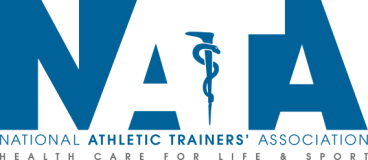 NATA
NATIONAL ATHLETIC TRAINERS' ASSOCIATION
HEALTH CARE FOR LIFE & SPORT